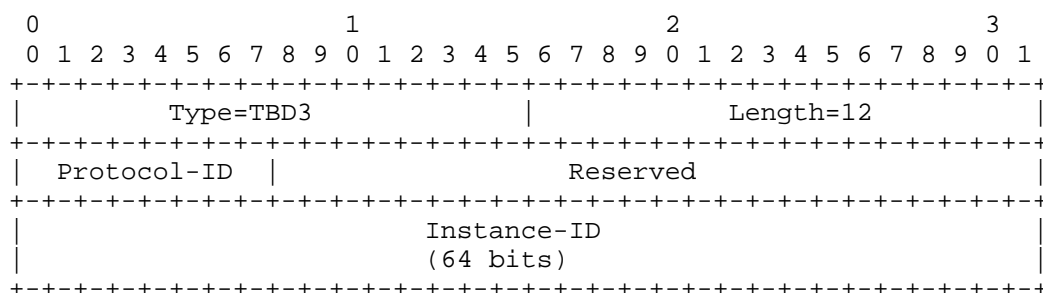 0                   1                   2                   3
 0 1 2 3 4 5 6 7 8 9 0 1 2 3 4 5 6 7 8 9 0 1 2 3 4 5 6 7 8 9 0 1
+-+-+-+-+-+-+-+-+-+-+-+-+-+-+-+-+-+-+-+-+-+-+-+-+-+-+-+-+-+-+-+-+
|         Type=TBD3             |            Length=12          |
+-+-+-+-+-+-+-+-+-+-+-+-+-+-+-+-+-+-+-+-+-+-+-+-+-+-+-+-+-+-+-+-+
|  Protocol-ID  |                  Reserved                     |
+-+-+-+-+-+-+-+-+-+-+-+-+-+-+-+-+-+-+-+-+-+-+-+-+-+-+-+-+-+-+-+-+
|                         Instance-ID                           |
|                         (64 bits)                             |
+-+-+-+-+-+-+-+-+-+-+-+-+-+-+-+-+-+-+-+-+-+-+-+-+-+-+-+-+-+-+-+-+